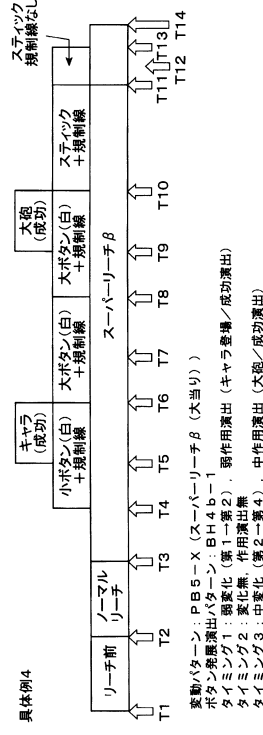 具体例4
キャラ
(成功)
大砲
(成功)
スティック
規制線なし
小ボタン(白)
+規制線
大ボタン(白)
+規制線
大ボタン(白)
+規制線
スティック
+規制線
リーチ前
ノーマル
リーチ
スーパーリーチβ
T1
T2
T3
T4
T5
T6
T7
T8
T9
T10
T11
T12
T13
T14
変動パターン:PB5-X(スーパーリーチβ(大当り))
ボタン発展演出パターン:BH4b-1
タイミング1:弱変化(第1→第2),弱作用演出(キャラ登場/成功演出)
タイミング2:変化無,作用演出無
タイミング3:中変化(第2→第4),中作用演出(大砲/成功演出)